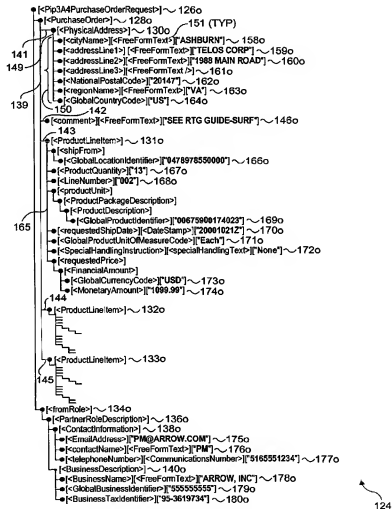 [<Pip3A4PurchaseOrderRequest] ~126o
[<PurchaseOrder] ~128o
[<PhysicalAddress] ~130o 151 (TYP)
141 [<cityName>][<FreeFormText>]["ASHBURN"] ~158o
149 [<addressLine1>] [<FreeFormText>]["TELOS CORP"] ~159o
[<addressLine2>][<FreeFormText>]["1988 MAIN ROAD"] ~160o
[<addressLine3>][<FreeFormText />] ~161o
139 [<NationalPostalCode>]["20147"] ~162o
[<regionName>][<FreeFormText>]["VA"] ~163o
[<GlobalCountryCode>]["US"] ~164o
150
142
[<comment>][<FreeFormText>]["SEE RTG GUIDE-SURF"] ~146o
143
[<ProductLineItem>] ~131o
[<shipFrom>]
[<GlobalLocationIdentifier>]["0478978550000"] ~166o
[<ProductQuantity>]["13"] ~167o
[<LineNumber>]["002"] ~168o
[<productUnit>]
[<ProductPackageDescription>]
[<ProductDescription>]
165 [<GlobalProductIdentifier>]["00675900174023"] ~169o
[<requestedShipDate>][<DateStamp>]["20001021Z"] ~170o
[<GlobalProductUnitOfMeasureCode>]["Each"] ~171o
[<SpecialHandlingInstruction>][<specialHandlingText>]["None"] ~172o
[<requestedPrice>]
[<FinancialAmount>]
[<GlobalCurrencyCode>]["USD"] ~173o
[<MonetaryAmount>]["1099.99"] ~174o
144
[<ProductLineItem>] ~132o
[<ProductLineItem>] ~133o
145
[<fromRole>] ~134o
[<PartnerRoleDescription>] ~136o
[<ContactInformation>] ~138o
[<EmailAddress>]["PM@ARROW.COM"] ~175o
[<contactName>][<FreeFormText>]["PM"] ~176o
[<telephoneNumber>][<CommunicationsNumber>]["5165551234"] ~177o
[<BusinessDescription>] ~140o
[<BusinessName>][<FreeFormText>]["ARROW, INC"] ~178o
[<GlobalBusinessIdentifier>]["555555555"] ~179o
[<BusinessTaxIdentifier>]["95-3619734"] ~180o
124